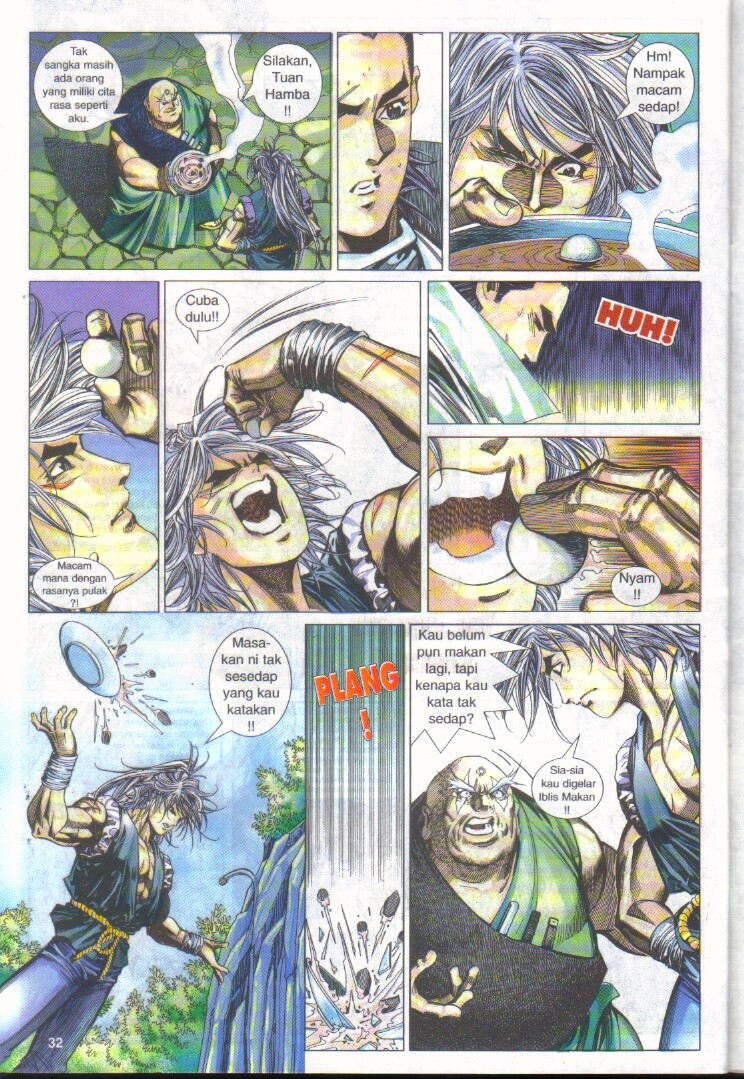 Tak
sangka masih
ada orang
yang miliki cita
rasa seperti
aku.
Silakan,
Tuan
Hamba
!!
Hm!
Nampak
macam
sedap!
Macam
mana dengan
rasanya pulak
?!
Cuba
dulu!!
HUH!
Nyam
!!
Masa-
kan ni tak
sesedap
yang kau
katakan
!!
PLANG
!
Kau belum
pun makan
lagi, tapi
kenapa kau
kata tak
sedap?
Sia-sia
kau digelar
Iblis Makan
!!
32